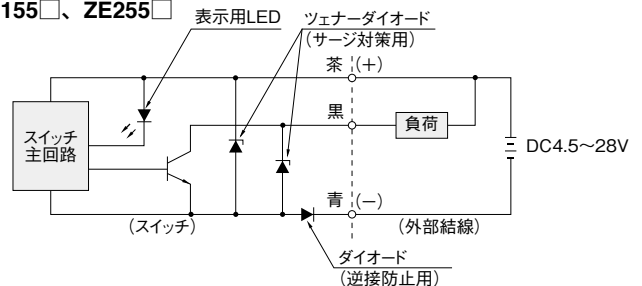 155□、ZE255□
表示用LED
ツェナーダイオード
(サージ対策用)
茶 (+)
黒
スイッチ
主回路
負荷
DC4.5～28V
青 (−)
(スイッチ)
(外部結線)
ダイオード
(逆接防止用)